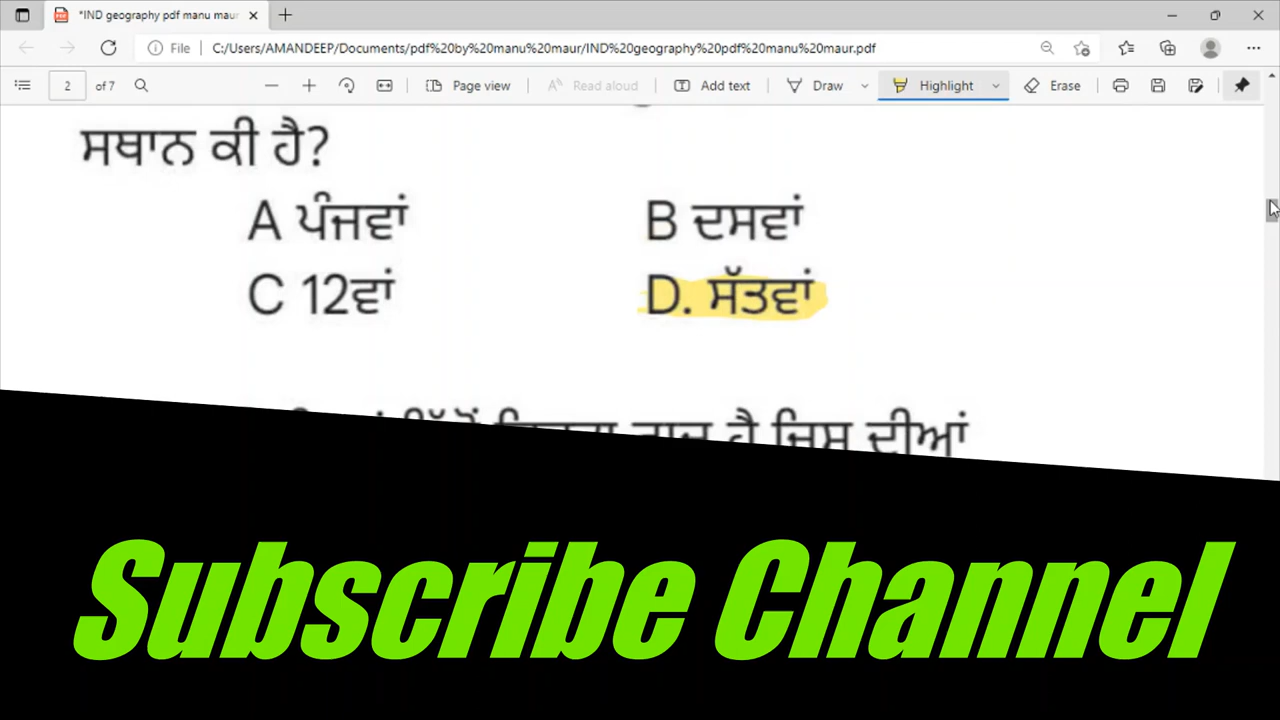 *IND geography pdf manu maur
File C:/Users/AMANDEEP/Documents/pdf%20by%20manu%20maur/IND%20geography%20pdf%20manu%20maur.pdf
2 of 7 Page view Read aloud Add text Draw Highlight Erase
ਸਥਾਨ ਕੀ ਹੈ?
A ਪੰਜਵਾਂ B ਦਸਵਾਂ
C 12ਵਾਂ D. ਸੱਤਵਾਂ
ਹੈ ਜਿਸ ਦੀਆਂ
Subscribe Channel